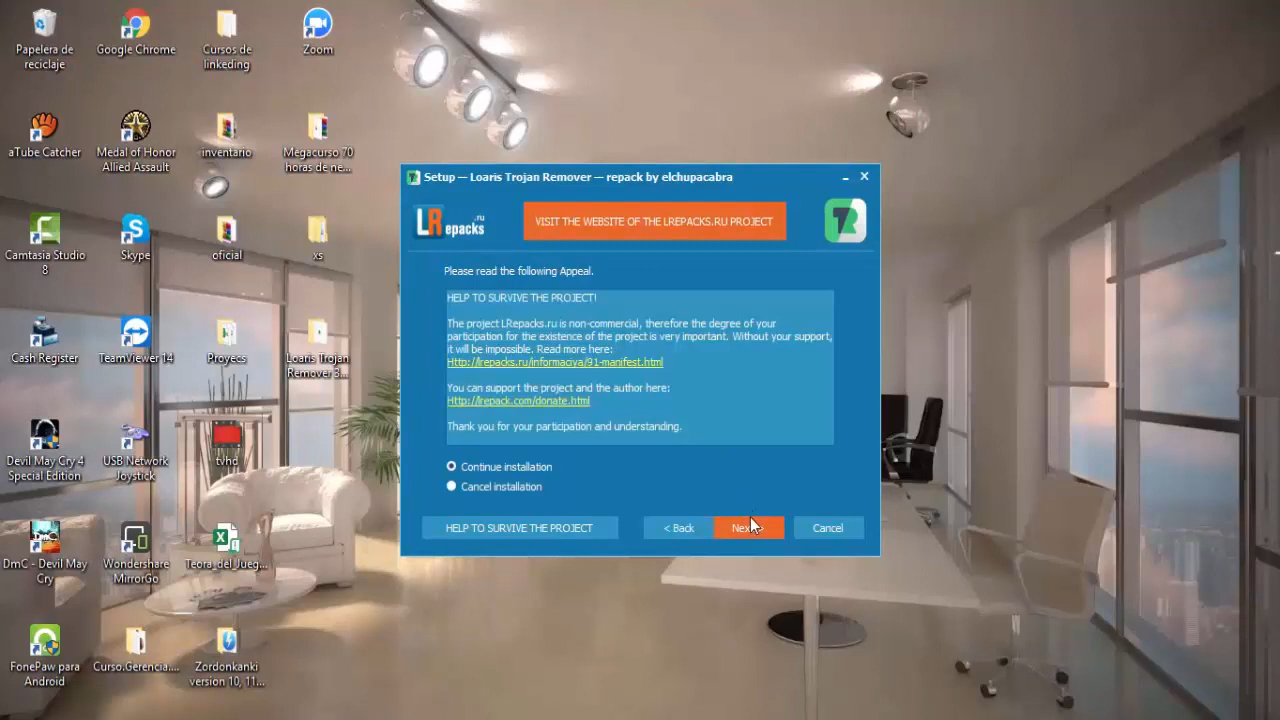 Papelera de
reciclaje
Google Chrome
Cursos de
linkeding
Zoom
aTube Catcher
Medal of Honor
Allied Assault
inventario
Megacurso 70
horas de ne...
Camtasia Studio
8
Skype
oficial
xs
Cash Register
TeamViewer 14
Proyecs
Loaris Trojan
Remover 3...
Devil May Cry 4
Special Edition
USB Network
Joystick
tvhd
DmC - Devil May
Cry
Wondershare
MirrorGo
Teora_del_Jueg...
FonePaw para
Android
Curso.Gerencia....
Zordonkanki
version 10, 11...
Setup — Loaris Trojan Remover — repack by elchupacabra
LRepacks.ru
VISIT THE WEBSITE OF THE LREPACKS.RU PROJECT
Please read the following Appeal.
HELP TO SURVIVE THE PROJECT!
The project LRepacks.ru is non-commercial, therefore the degree of your
participation for the existence of the project is very important. Without your support,
it will be impossible. Read more here:
Http://lrepacks.ru/informaciya/91-manifest.html
You can support the project and the author here:
Http://lrepack.com/donate.html
Thank you for your participation and understanding.
Continue installation
Cancel installation
HELP TO SURVIVE THE PROJECT
< Back
Next >
Cancel